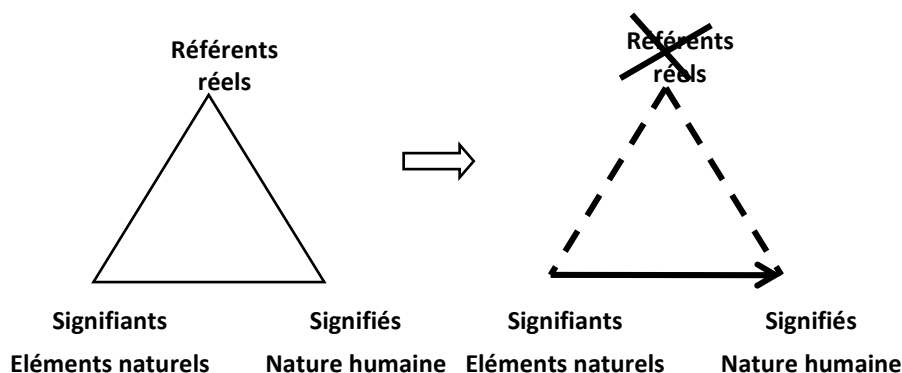 Référents
réels
Référents
réels
Signifiants
Signifiés
Signifiants
Signifiés
Eléments naturels
Nature humaine
Eléments naturels
Nature humaine